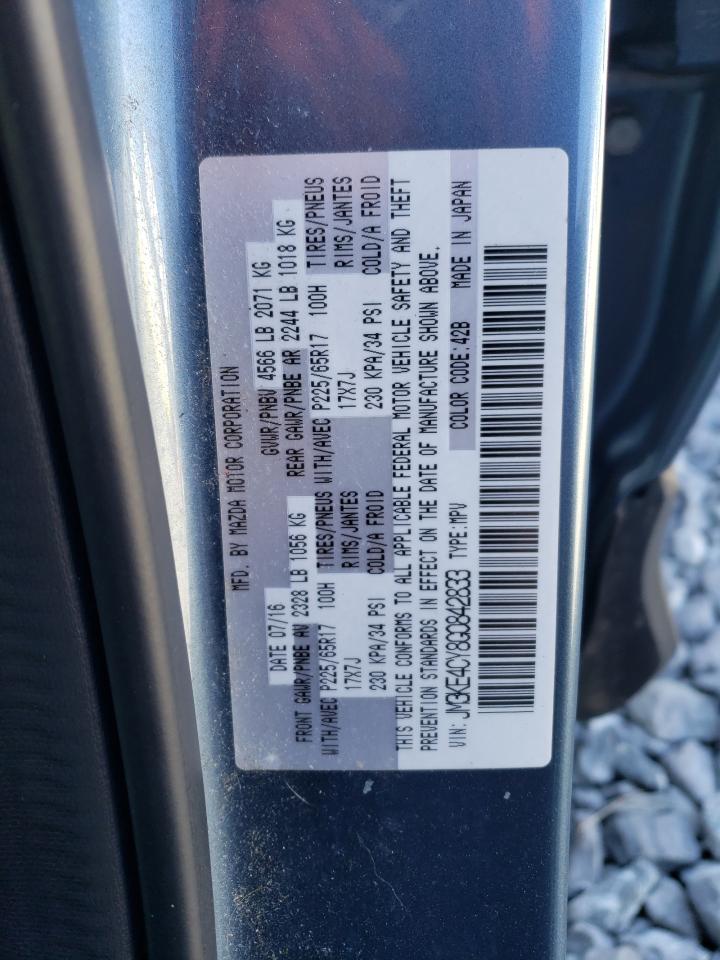 MFD. BY MAZDA MOTOR CORPORATION
DATE 07/16 GVWR/PNBV 4566 LB 2071 KG
FRONT GAWR/PNBE AV 2328 LB 1056 KG REAR GAWR/PNBE AR 2244 LB 1018 KG
WITH/AVEC P225/65R17 100H TIRES/PNEUS WITH/AVEC P225/65R17 100H TIRES/PNEUS
17X7J RIMS/JANTES 17X7J RIMS/JANTES
230 KPA/34 PSI COLD/A FROID 230 KPA/34 PSI COLD/A FROID
THIS VEHICLE CONFORMS TO ALL APPLICABLE FEDERAL MOTOR VEHICLE SAFETY AND THEFT
PREVENTION STANDARDS IN EFFECT ON THE DATE OF MANUFACTURE SHOWN ABOVE.
VIN: JM3KE4CY8G0842833 TYPE:MPV COLOR CODE:42B MADE IN JAPAN